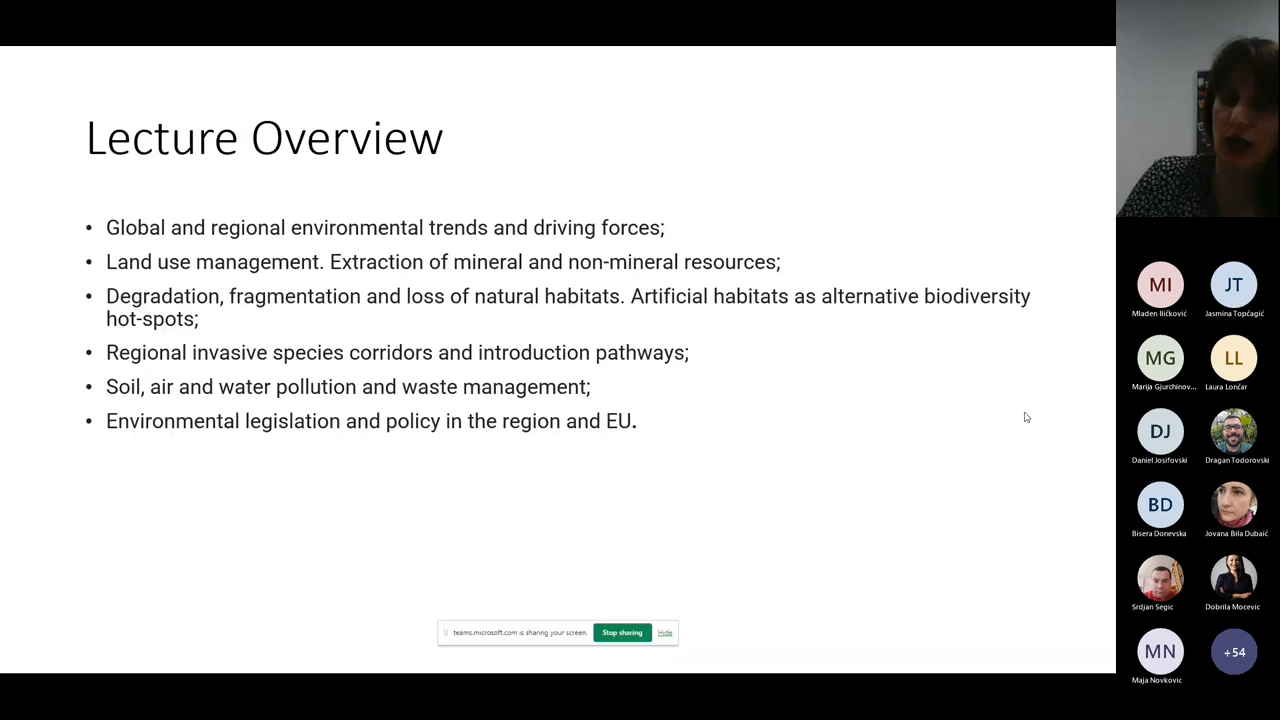 Lecture Overview
• Global and regional environmental trends and driving forces;
• Land use management. Extraction of mineral and non-mineral resources;
• Degradation, fragmentation and loss of natural habitats. Artificial habitats as alternative biodiversity
hot-spots;
• Regional invasive species corridors and introduction pathways;
• Soil, air and water pollution and waste management;
• Environmental legislation and policy in the region and EU.
teams.microsoft.com is sharing your screen. Stop sharing Hide
MI JT
Mladen Iličković Jasmina Topčagić
MG LL
Marija Gjurchinov... Laura Lončar
DJ
Daniel Josifovski Dragan Todorovski
BD
Bisera Donevska Jovana Bila Dubaić
Srdjan Segic Dobrila Mocevic
MN +54
Maja Novkovic